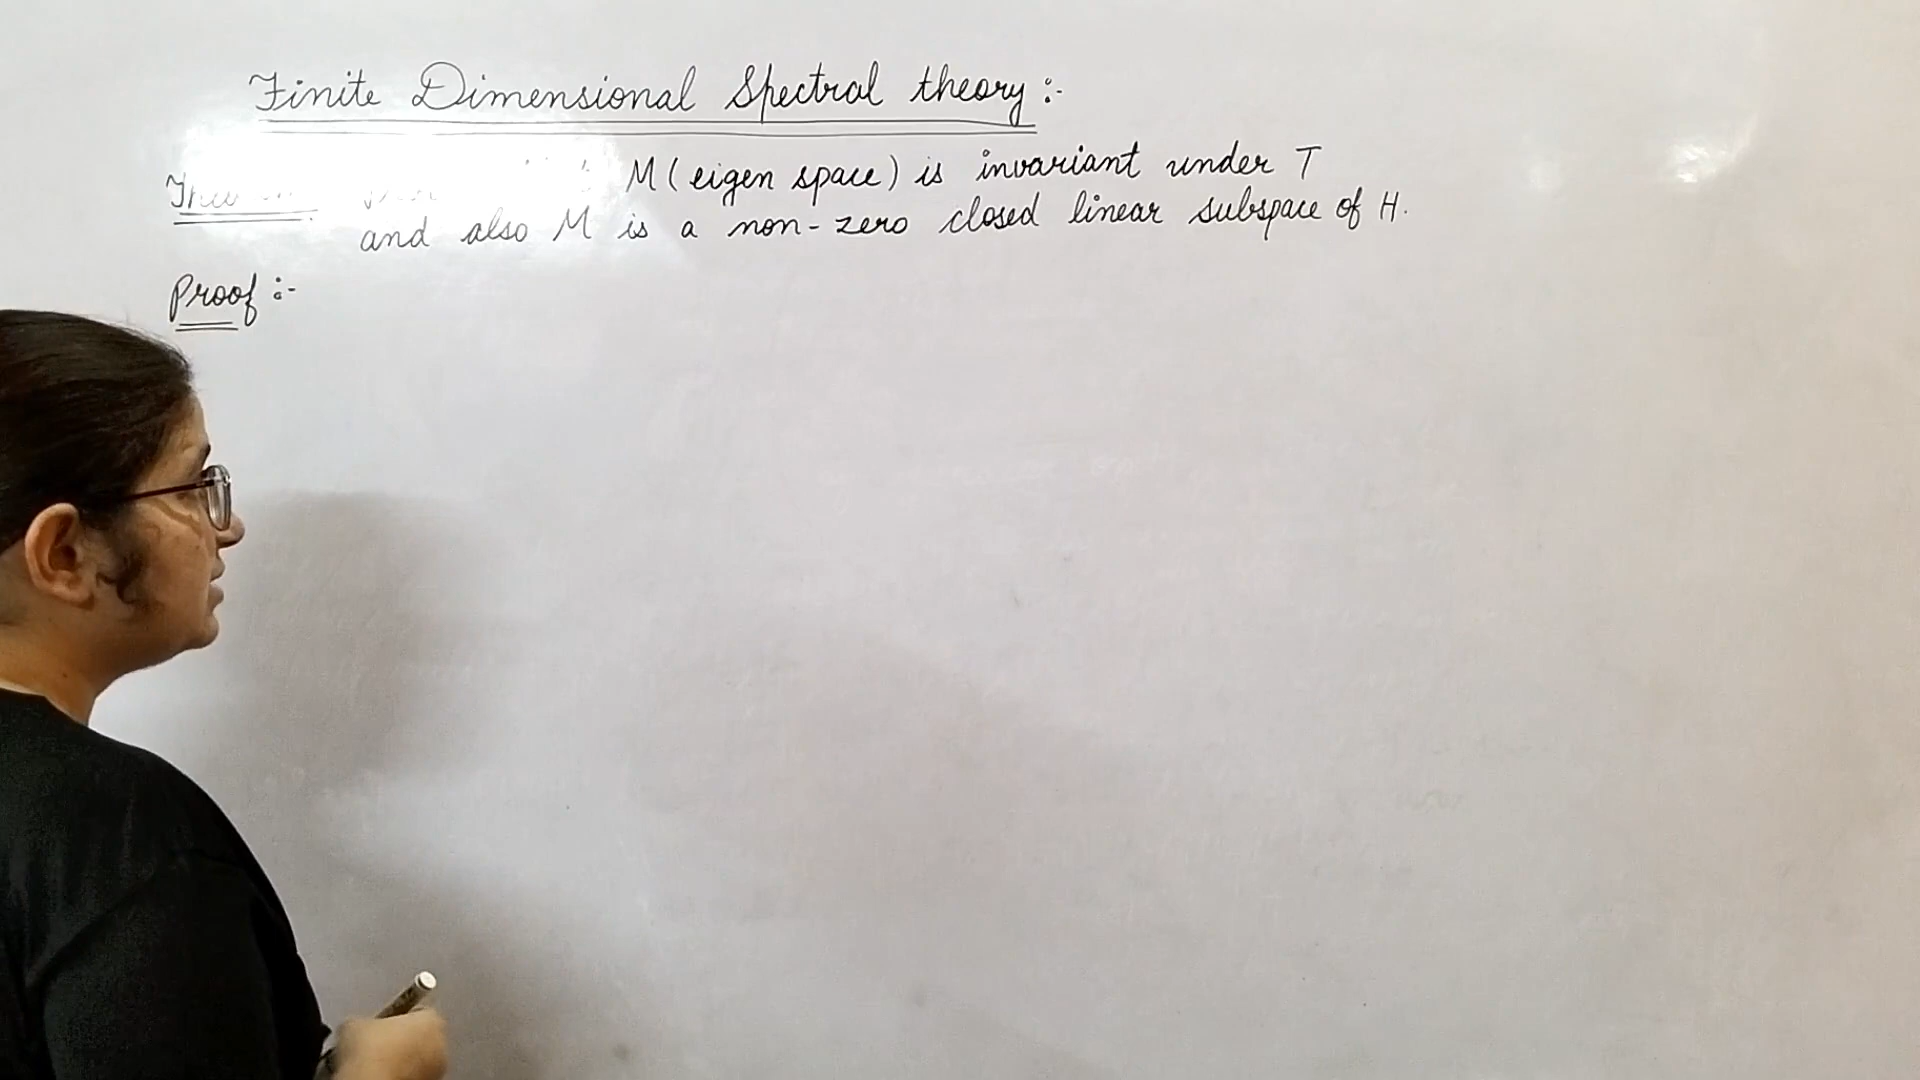 Finite Dimensional Spectral theory :-
M (eigen space) is invariant under T
and also M is a non-zero closed linear subspace of H.
Proof :-